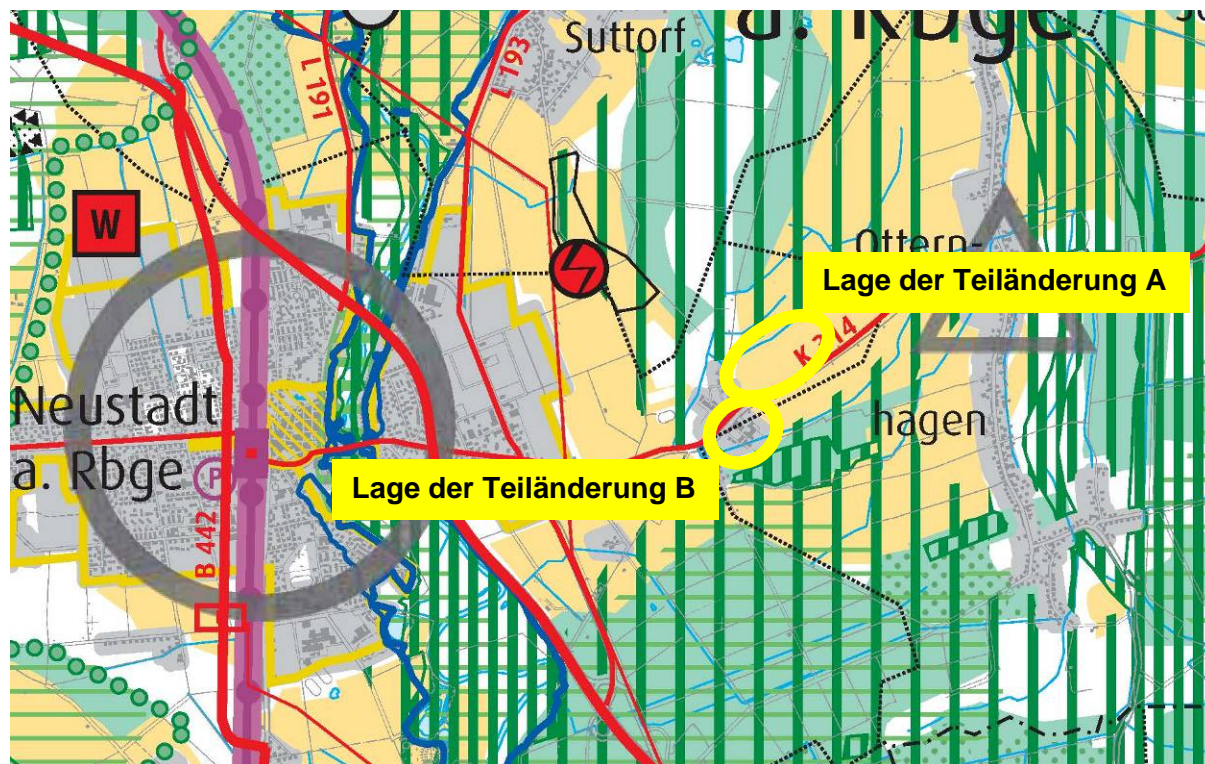 a. Rbge
Suttorf
L 191
L 193
W
Ottern-
Lage der Teiländerung A
Neustadt
hagen
a. Rbge
P
Lage der Teiländerung B
B 442